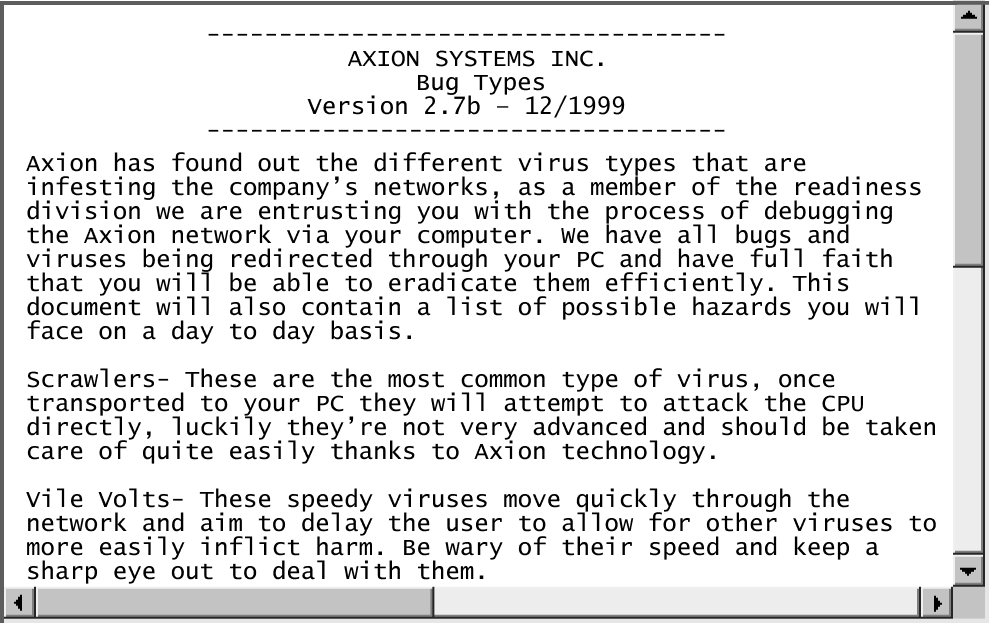 ------------------------------------
AXION SYSTEMS INC.
Bug Types
Version 2.7b – 12/1999
------------------------------------
Axion has found out the different virus types that are
infesting the company’s networks, as a member of the readiness
division we are entrusting you with the process of debugging
the Axion network via your computer. We have all bugs and
viruses being redirected through your PC and have full faith
that you will be able to eradicate them efficiently. This
document will also contain a list of possible hazards you will
face on a day to day basis.
Scrawlers- These are the most common type of virus, once
transported to your PC they will attempt to attack the CPU
directly, luckily they’re not very advanced and should be taken
care of quite easily thanks to Axion technology.
Vile Volts- These speedy viruses move quickly through the
network and aim to delay the user to allow for other viruses to
more easily inflict harm. Be wary of their speed and keep a
sharp eye out to deal with them.